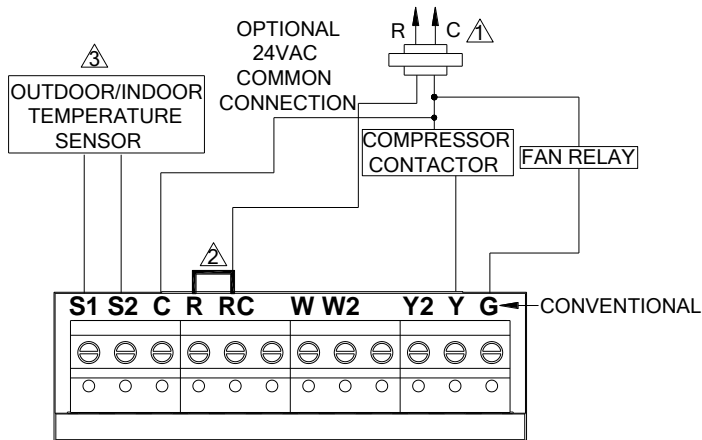 OPTIONAL
24VAC
COMMON
CONNECTION
R C 1
3
OUTDOOR/INDOOR
TEMPERATURE
SENSOR
COMPRESSOR
CONTACTOR
FAN RELAY
2
S1 S2 C R RC W W2 Y2 Y G
CONVENTIONAL